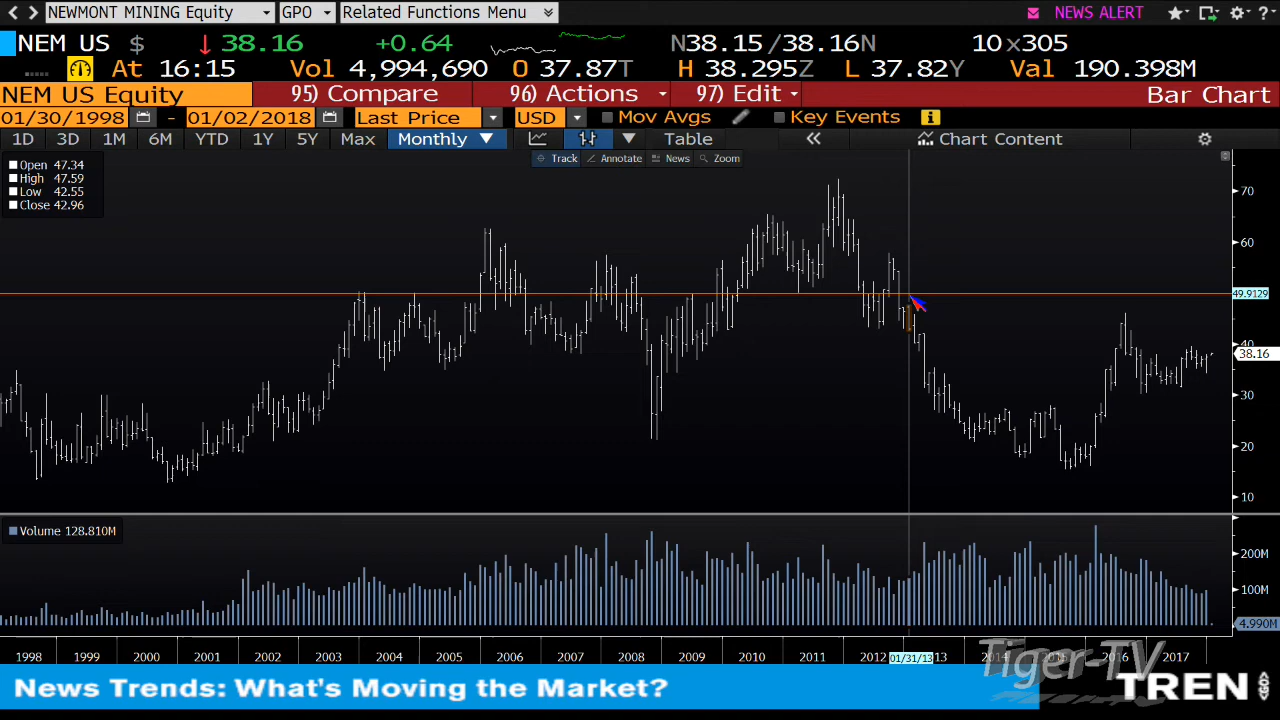 NEWMONT MINING Equity GPO Related Functions Menu NEWS ALERT
NEM US $ 38.16 +0.64 N38.15/38.16N 10x305
At 16:15 Vol 4,994,690 O 37.87T H 38.295Z L 37.82Y Val 190.398M
NEM US Equity 95) Compare 96) Actions 97) Edit Bar Chart
01/30/1998 - 01/02/2018 Last Price USD Mov Avgs Key Events
1D 3D 1M 6M YTD 1Y 5Y Max Monthly Table Chart Content
Track Annotate News Zoom
Open 47.34
High 47.59
Low 42.55
Close 42.96
70
60
49.9129
40
38.16
30
20
10
Volume 128.810M
200M
100M
4.990M
1998 1999 2000 2001 2002 2003 2004 2005 2006 2007 2008 2009 2010 2011 2012 01/31/13 13 2014 2015 2016 2017
Tiger-TV
News Trends: What's Moving the Market? TREN
GO